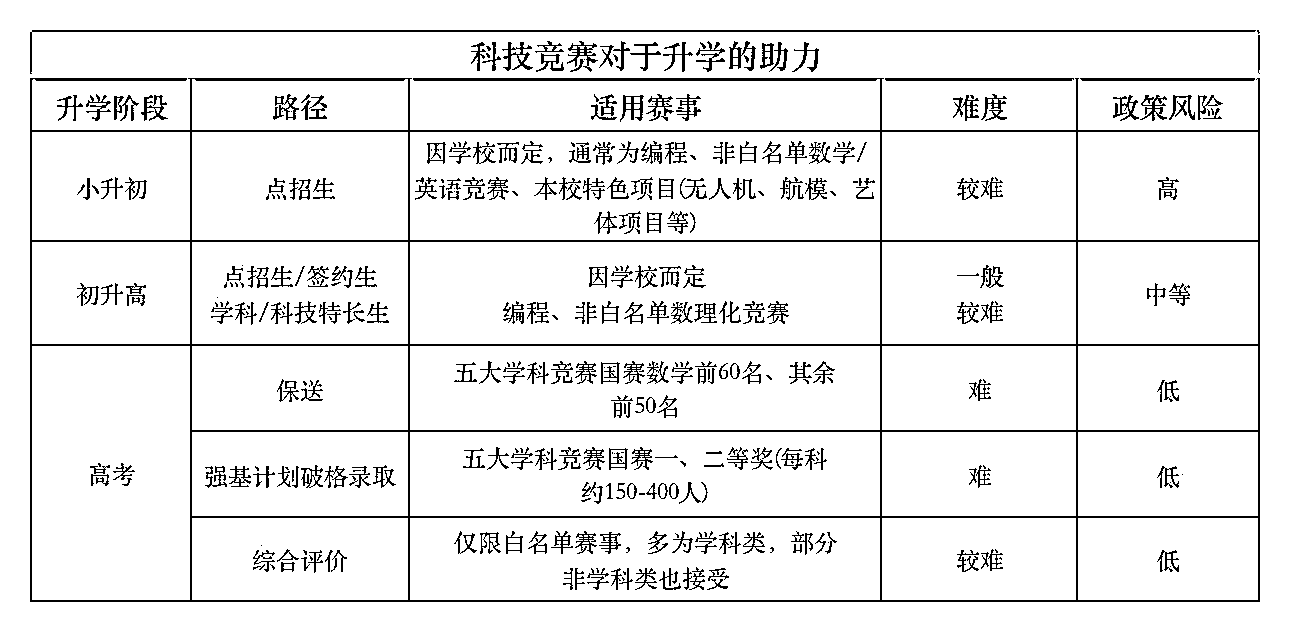 科技竞赛对于升学的助力
升学阶段 路径 适用赛事 难度 政策风险
小升初 点招生 因学校而定，通常为编程、非白名单数学/
英语竞赛、本校特色项目(无人机、航模、艺
体项目等) 较难 高
初升高 点招生/签约生
学科/科技特长生 因学校而定
编程、非白名单数理化竞赛 一般
较难 中等
高考 保送 五大学科竞赛国赛数学前60名、其余
前50名 难 低
强基计划破格录取 五大学科竞赛国赛一、二等奖(每科
约150-400人) 难 低
综合评价 仅限白名单赛事，多为学科类，部分
非学科类也接受 较难 低